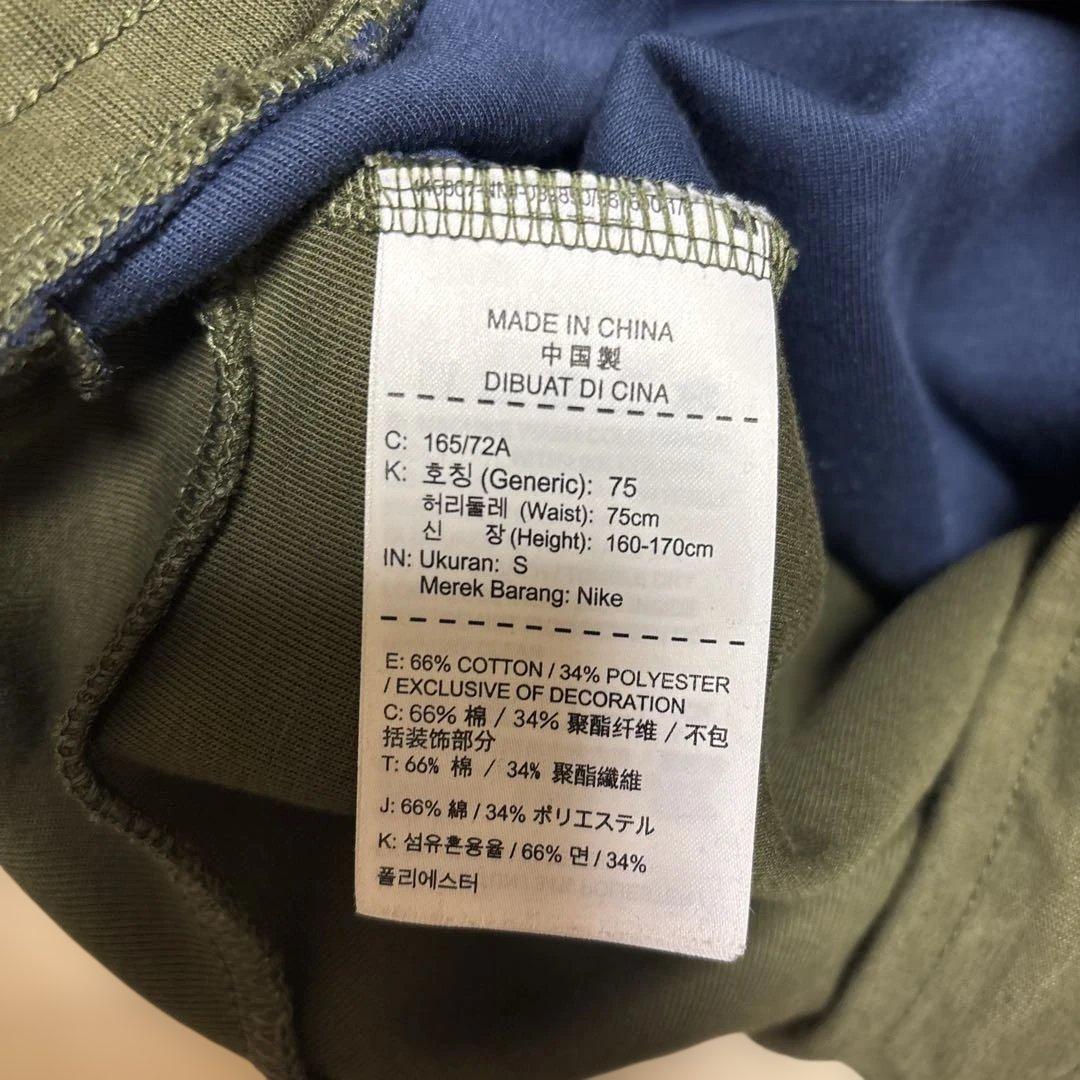 MADE IN CHINA
中国製
DIBUAT DI CINA
C: 165/72A
K: 호칭 (Generic): 75
허리둘레 (Waist): 75cm
신 장 (Height): 160-170cm
IN: Ukuran: S
Merek Barang: Nike
E: 66% COTTON / 34% POLYESTER
/ EXCLUSIVE OF DECORATION
C: 66% 棉 / 34% 聚酯纤维 / 不包
括装饰部分
T: 66% 棉 / 34% 聚酯纖維
J: 66% 綿 / 34% ポリエステル
K: 섬유혼용율 / 66% 면 / 34%
폴리에스터